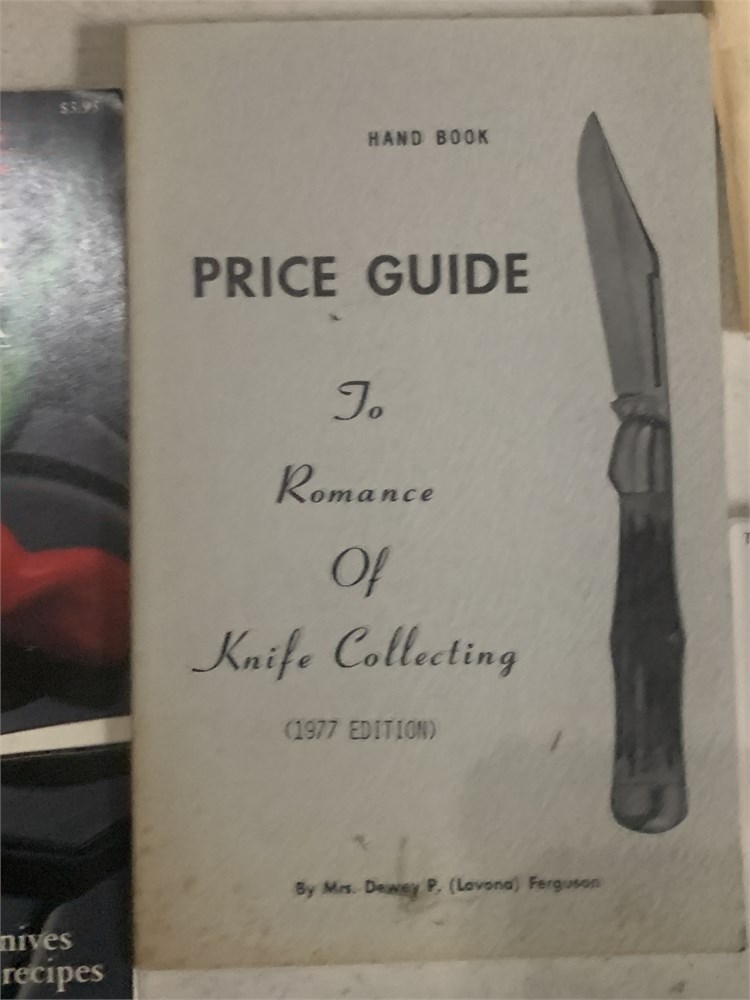 $5.95
HAND BOOK
PRICE GUIDE
To
Romance
Of
Knife Collecting
(1977 EDITION)
By Mrs. Dewey P. (Lavona) Ferguson
nives
recipes